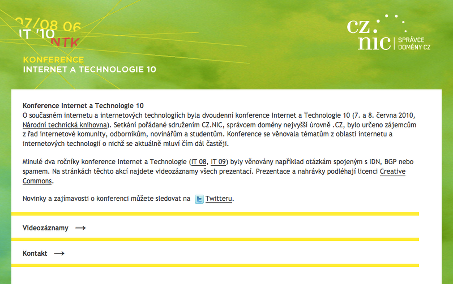 07/08 06
IT '10
NTK
KONFERENCE
INTERNET A TECHNOLOGIE 10
cz.
nic
SPRÁVCE
DOMÉNY CZ
Konference Internet a Technologie 10
O současném Internetu a internetových technologiích byla dvoudenní konference Internet a Technologie 10 (7. a 8. června 2010,
Národní technická knihovna). Setkání pořádané sdružením CZ.NIC, správcem domény nejvyšší úrovně .CZ, bylo určeno zájemcům
z řad internetové komunity, odborníkům, novinářům a studentům. Konference se věnovala tématům z oblasti Internetu a
internetových technologií o nichž se aktuálně mluví čím dál častěji.
Minulé dva ročníky konference Internet a Technologie (IT 08, IT 09) byly věnovány například otázkám spojeným s IDN, BGP nebo
spamem. Na stránkách těchto akcí najdete videozáznamy všech prezentací. Prezentace a nahrávky podléhají licenci Creative
Commons.
Novinky a zajímavosti o konferenci můžete sledovat na Twitteru.
Videozáznamy →
Kontakt →